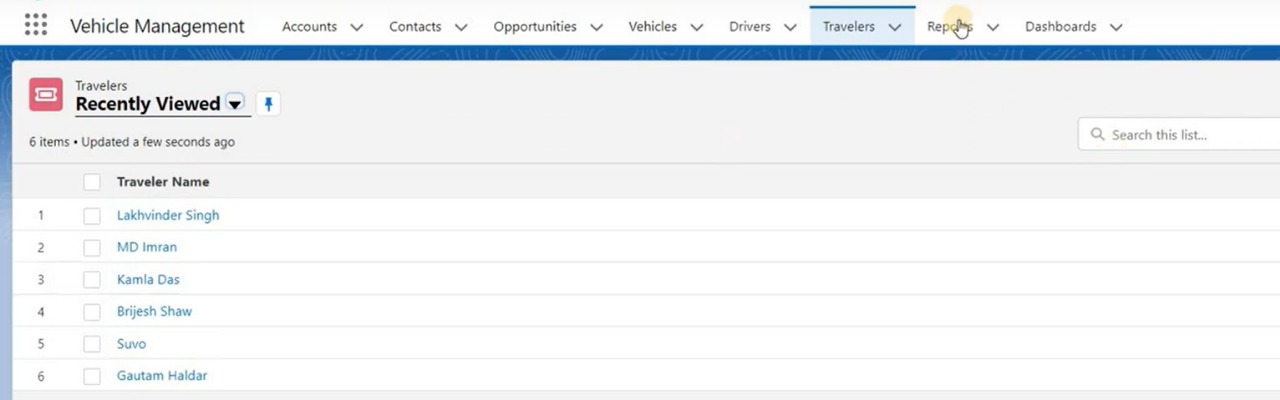 Vehicle Management Accounts Contacts Opportunities Vehicles Drivers Travelers Reports Dashboards
Travelers
Recently Viewed
6 items • Updated a few seconds ago
Search this list...
Traveler Name
1 Lakhvinder Singh
2 MD Imran
3 Kamla Das
4 Brijesh Shaw
5 Suvo
6 Gautam Haldar